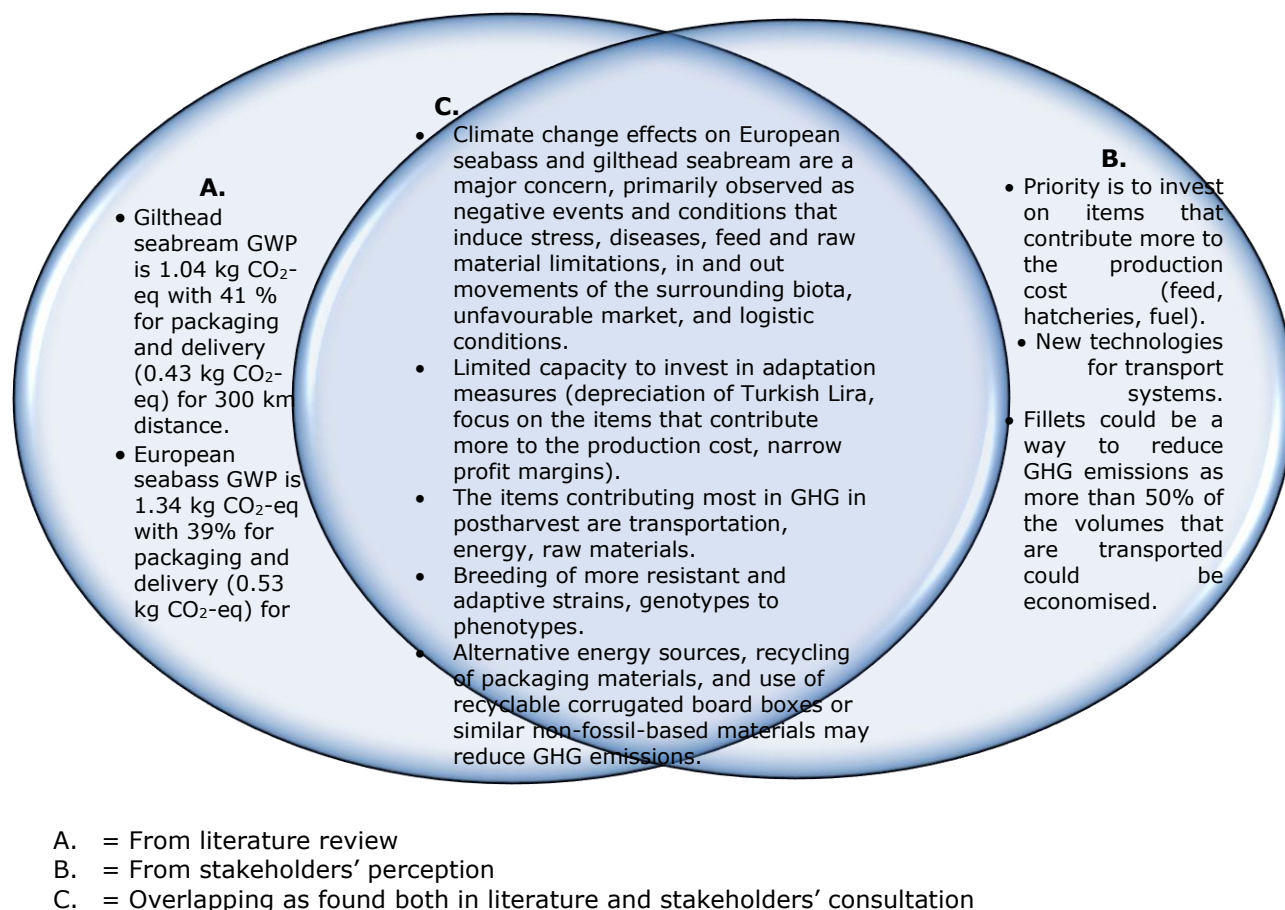 A.
• Gilthead
seabream GWP
is 1.04 kg CO₂-
eq with 41 %
for packaging
and delivery
(0.43 kg CO₂-
eq) for 300 km
distance.
• European
seabass GWP is
1.34 kg CO₂-eq
with 39% for
packaging and
delivery (0.53
kg CO₂-eq) for
C.
• Climate change effects on European
seabass and gilthead seabream are a
major concern, primarily observed as
negative events and conditions that
induce stress, diseases, feed and raw
material limitations, in and out
movements of the surrounding biota,
unfavourable market, and logistic
conditions.
• Limited capacity to invest in adaptation
measures (depreciation of Turkish Lira,
focus on the items that contribute
more to the production cost, narrow
profit margins).
• The items contributing most in GHG in
postharvest are transportation,
energy, raw materials.
• Breeding of more resistant and
adaptive strains, genotypes to
phenotypes.
• Alternative energy sources, recycling
of packaging materials, and use of
recyclable corrugated board boxes or
similar non-fossil-based materials may
reduce GHG emissions.
B.
• Priority is to invest
on items that
contribute more to
the production
cost (feed,
hatcheries, fuel).
• New technologies
for transport
systems.
• Fillets could be a
way to reduce
GHG emissions as
more than 50% of
the volumes that
are transported
could be
economised.
A. = From literature review
B. = From stakeholders’ perception
C. = Overlapping as found both in literature and stakeholders’ consultation